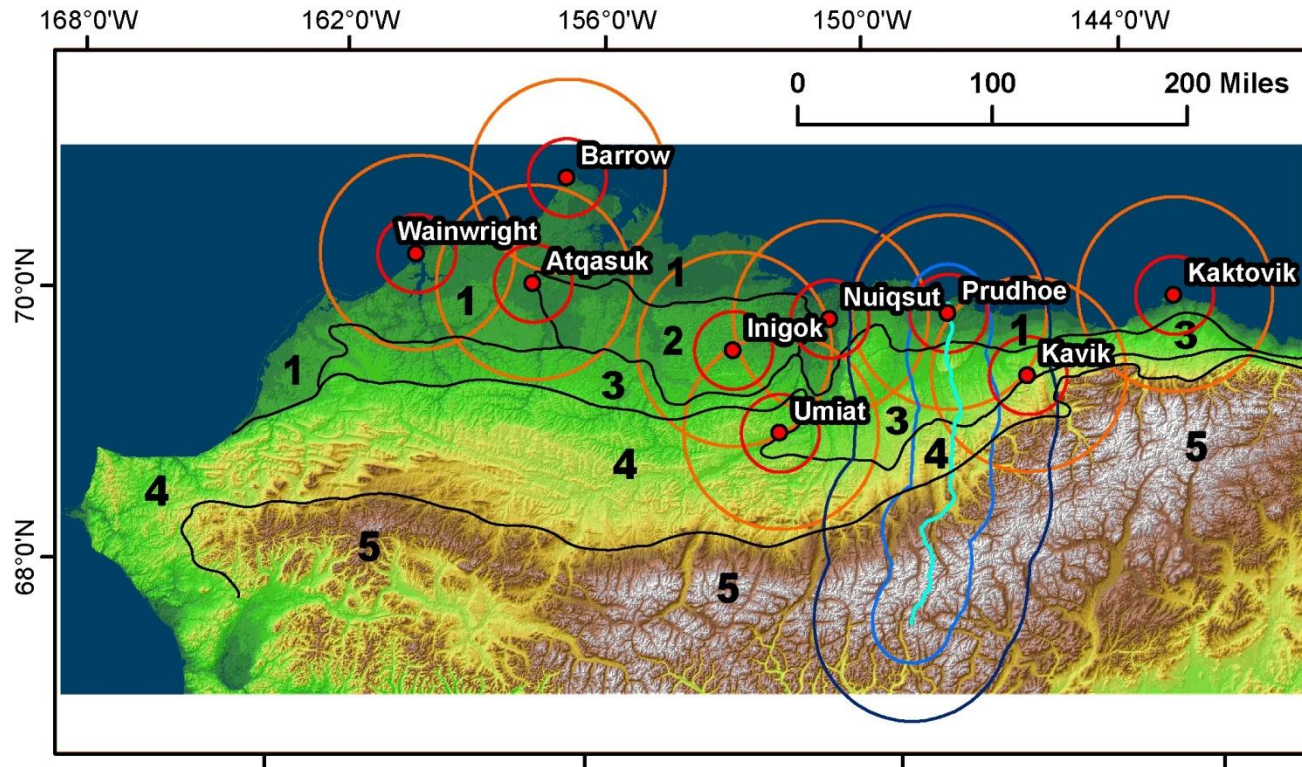 168°0'W 162°0'W 156°0'W 150°0'W 144°0'W
0 100 200 Miles
Barrow
Wainwright
Atqasuk
70°0'N
1
1
2
Inigok
Nuiqsut
Prudhoe
1
Kaktovik
3
Kavik
1
3
Umiat
3
4
4
5
4
5
68°0'N
5